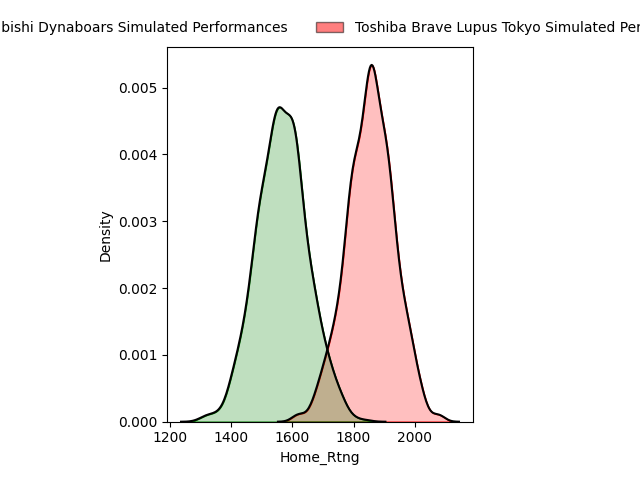 bishi Dynaboars Simulated Performances
Toshiba Brave Lupus Tokyo Simulated Per
0.005
0.004
0.003
0.002
0.001
0.000
Density
1200 1400 1600 1800 2000
Home_Rtng